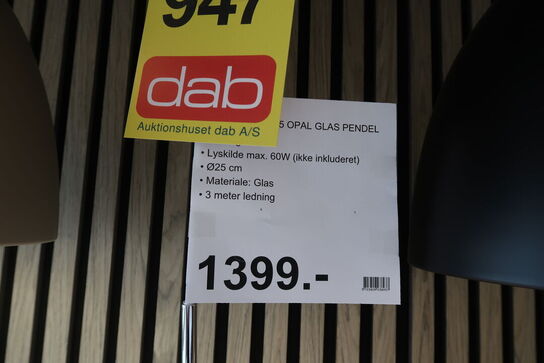 947
dab
Auktionshuset dab A/S
5 OPAL GLAS PENDEL
• Lyskilde max. 60W (ikke inkluderet)
• Ø25 cm
• Materiale: Glas
• 3 meter ledning
1399.-